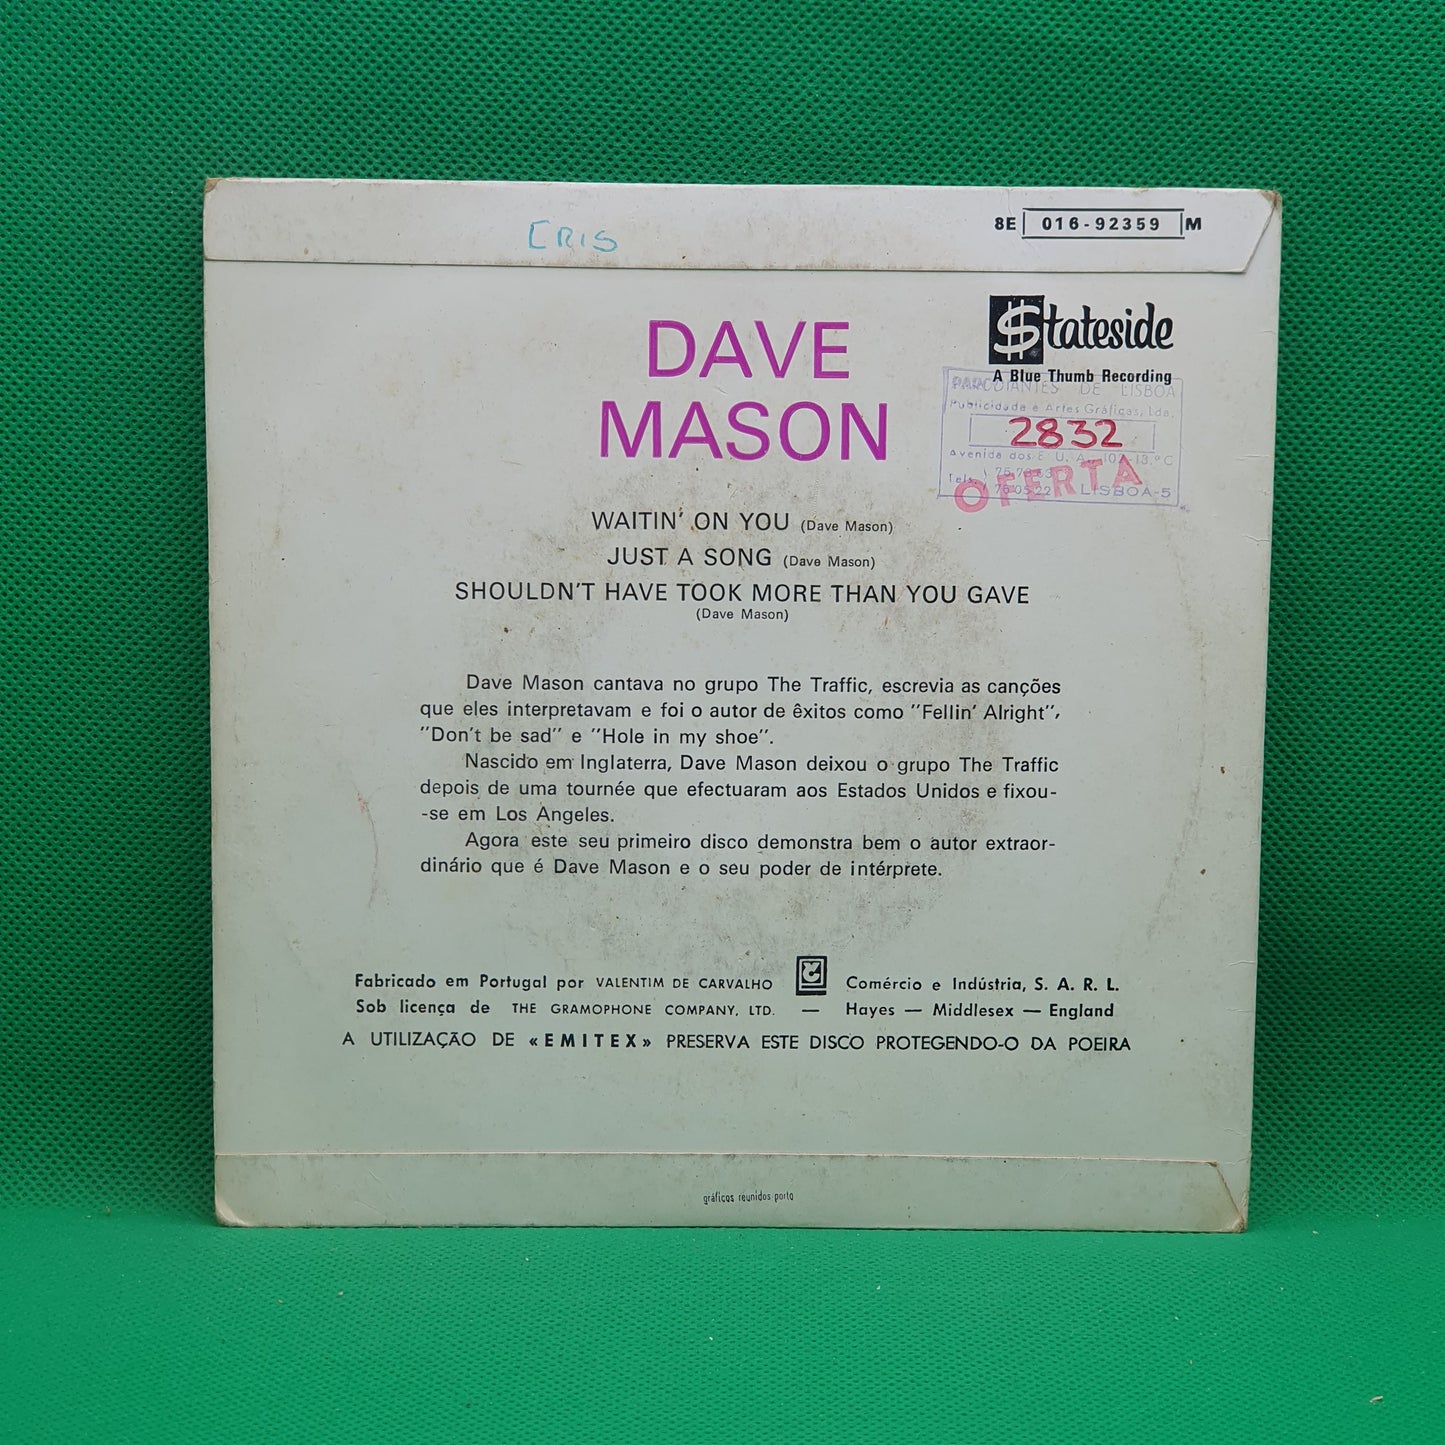 CRIS
8E 016-92359 M
$tateside
A Blue Thumb Recording
DAVE
MASON
DE LISBOA
Publicidade e Artes Gráficas, Lda.
2832
Avenida dos E. U. A.
OFERTA
LISBOA-5
WAITIN' ON YOU (Dave Mason)
JUST A SONG (Dave Mason)
SHOULDN'T HAVE TOOK MORE THAN YOU GAVE
(Dave Mason)
Dave Mason cantava no grupo The Traffic, escrevia as canções
que eles interpretavam e foi o autor de êxitos como "Fellin' Alright",
"Don't be sad" e "Hole in my shoe".
Nascido em Inglaterra, Dave Mason deixou o grupo The Traffic
depois de uma tournée que efectuaram aos Estados Unidos e fixou-
-se em Los Angeles.
Agora este seu primeiro disco demonstra bem o autor extraor-
dinário que é Dave Mason e o seu poder de intérprete.
Fabricado em Portugal por VALENTIM DE CARVALHO Comércio e Indústria, S. A. R. L.
Sob licença de THE GRAMOPHONE COMPANY, LTD. — Hayes — Middlesex — England
A UTILIZAÇÃO DE «EMITEX» PRESERVA ESTE DISCO PROTEGENDO-O DA POEIRA
gráficos reunidos porto